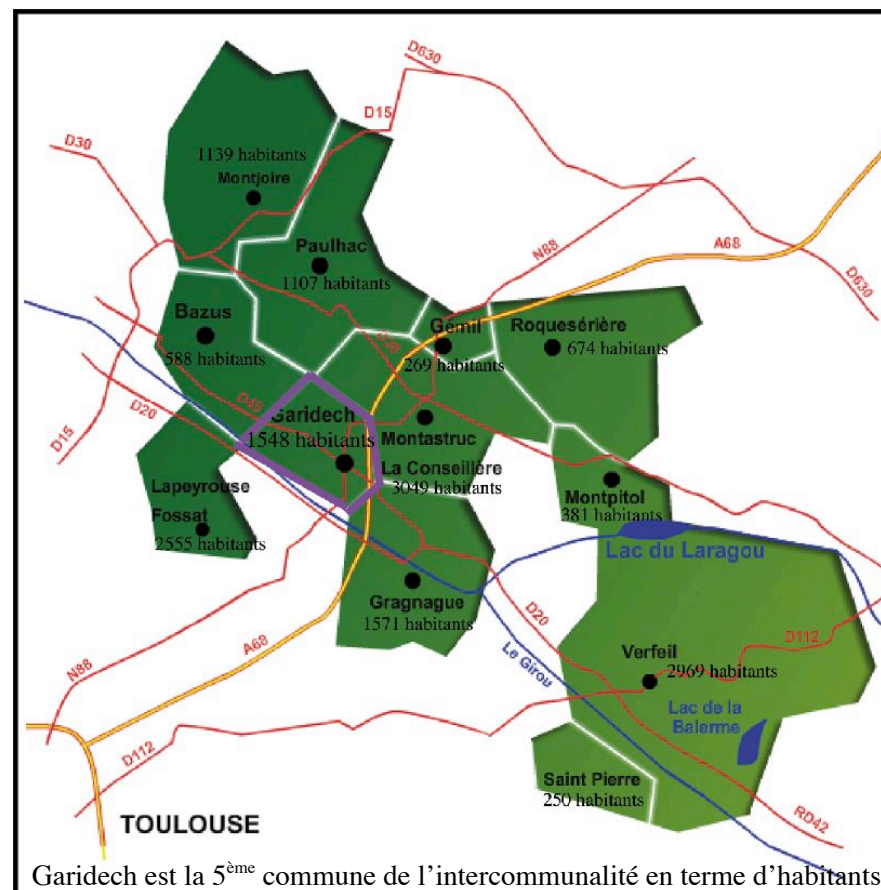 D630
D15
D30
1139 habitants
Montjoire
N88
A68
Paulhac
1107 habitants
D630
Bazus
588 habitants
Gémil
269 habitants
Roquesérière
674 habitants
D20
D45
Garidech
1548 habitants
Montastruc
La Conseillère
3049 habitants
D15
Lapeyrouse
Fossat
2555 habitants
Montpitol
381 habitants
Lac du Laragou
Gragnague
1571 habitants
D20
D112
A68
N88
Le Girou
Verfeil
2969 habitants
Lac de la
Balerme
D112
Saint Pierre
250 habitants
RD42
TOULOUSE
Garidech est la 5ème commune de l'intercommunalité en terme d'habitants